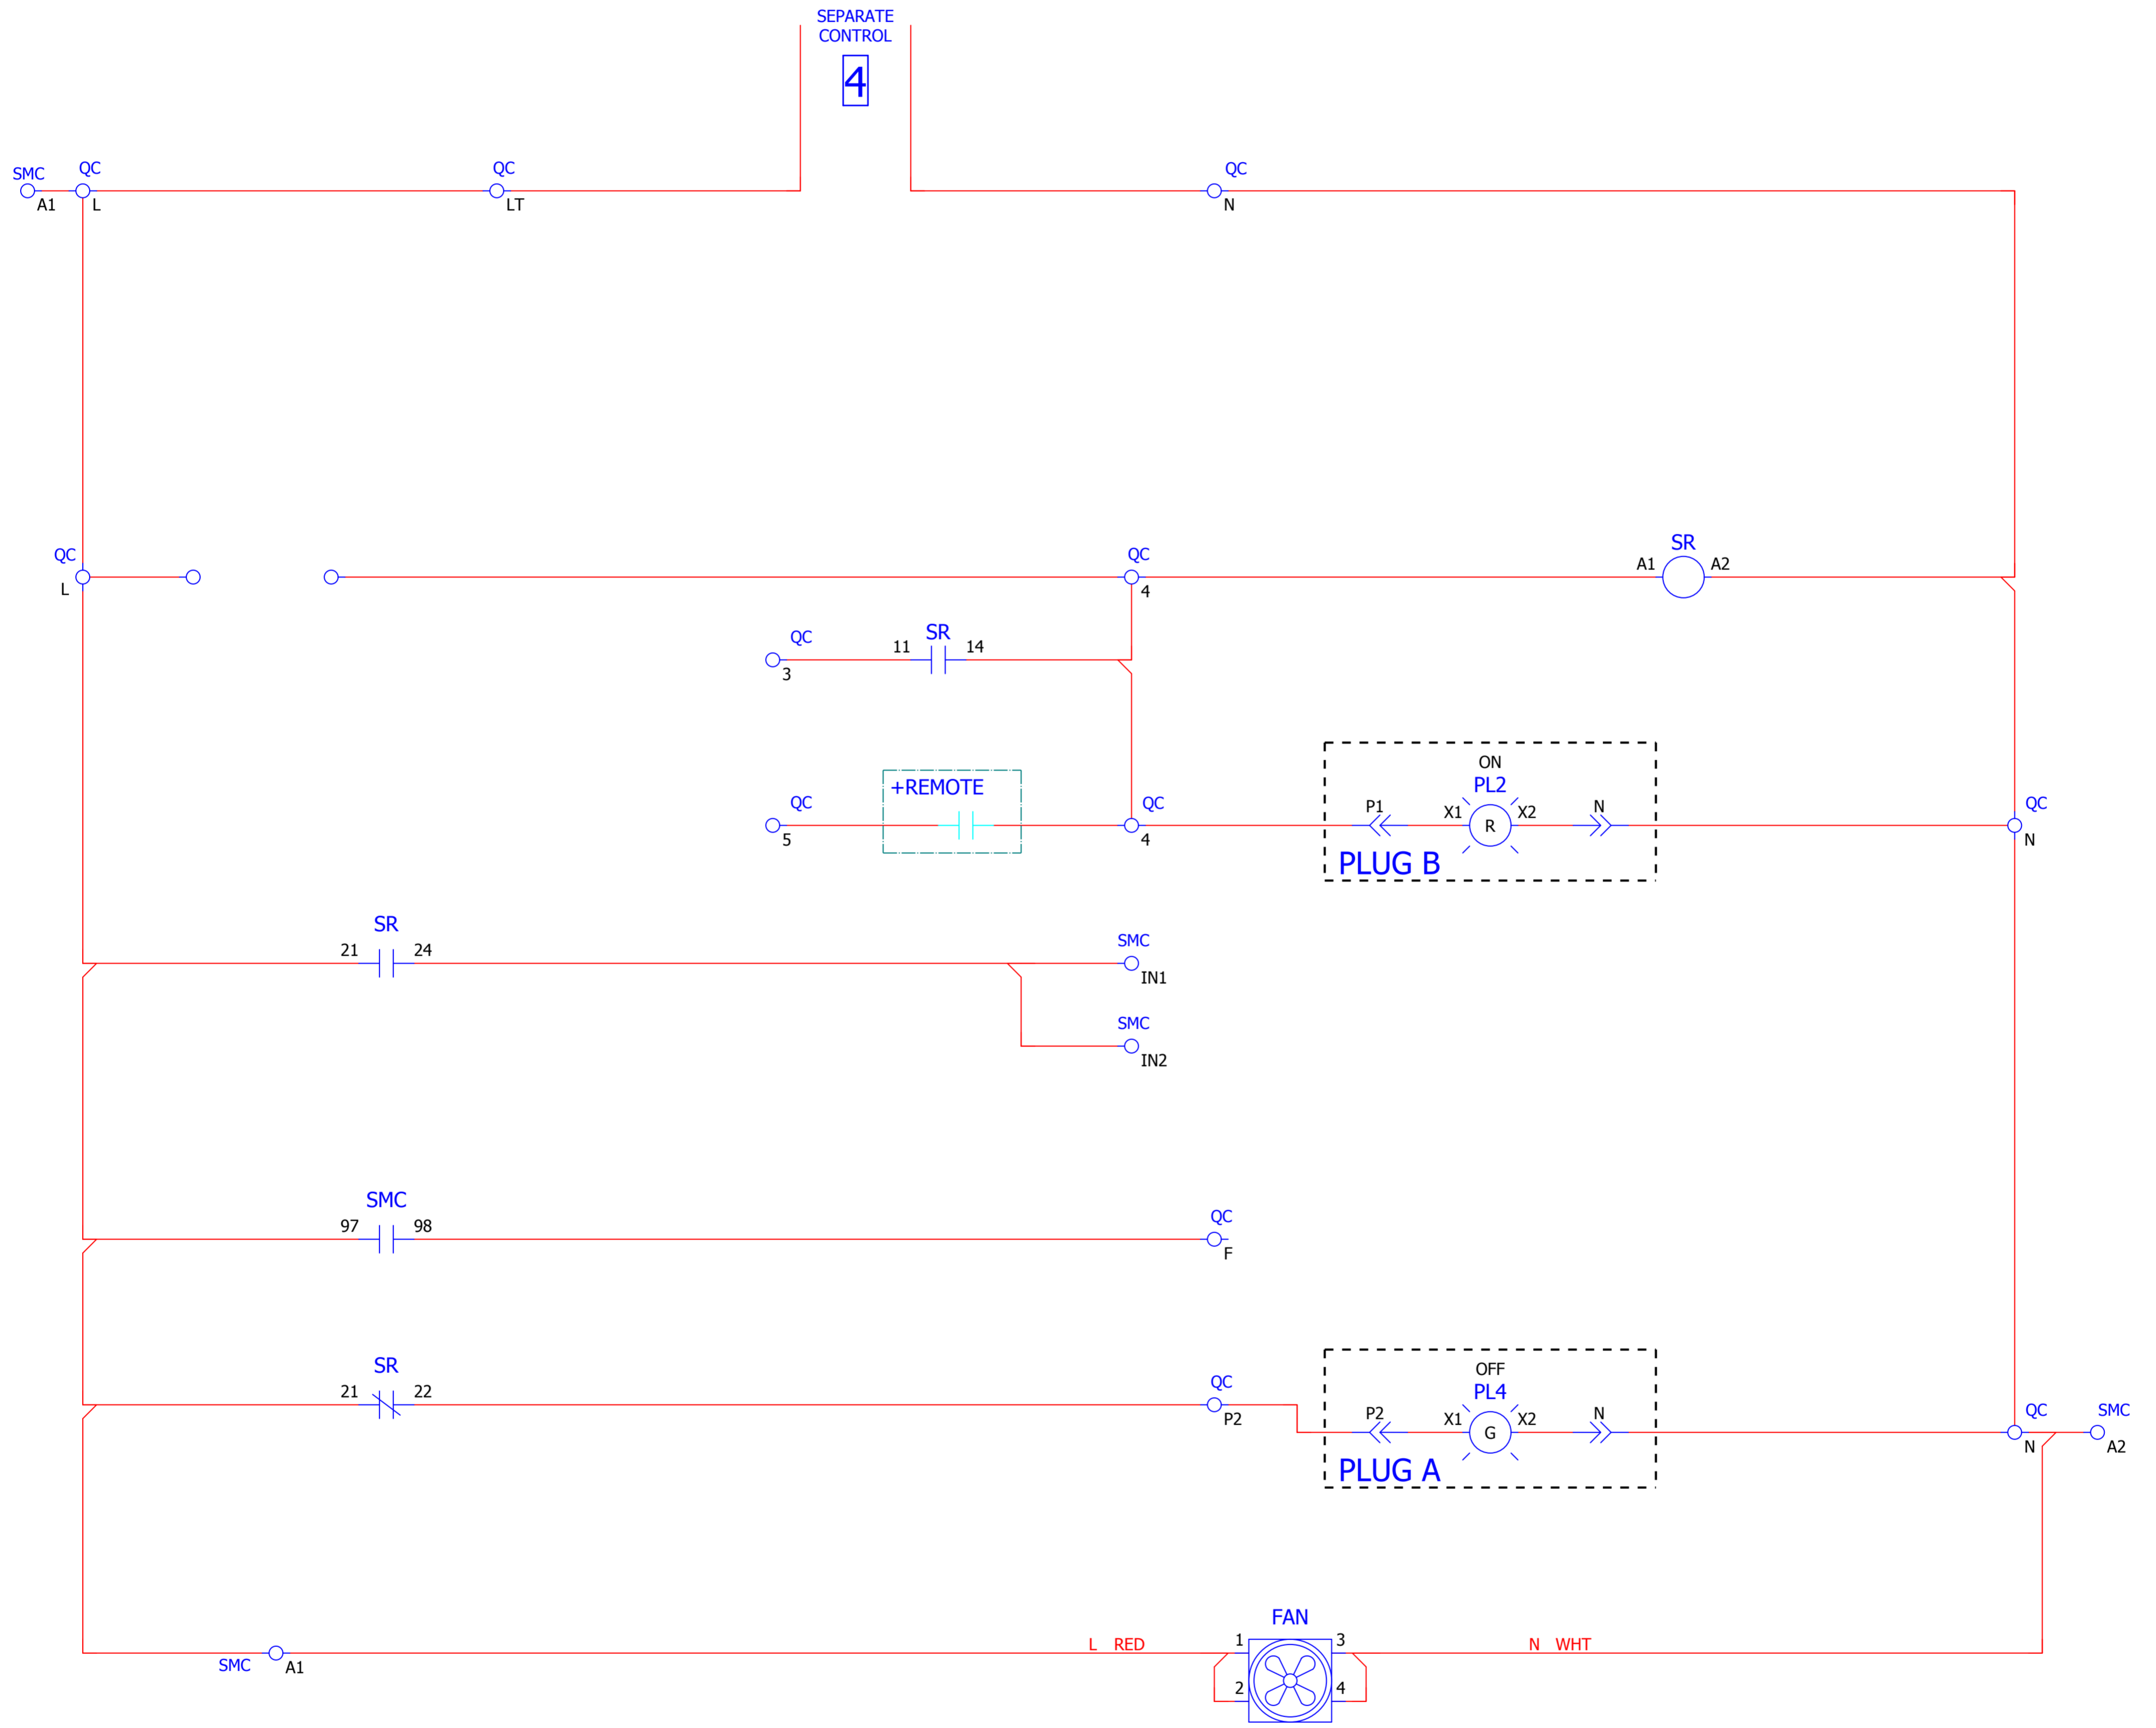 SEPARATE
CONTROL
4
SMC
A1
QC
L
QC
LT
QC
N
QC
L
QC
4
A1
SR
A2
QC
3
11
SR
14
QC
5
+REMOTE
QC
4
ON
PL2
P1
X1
R
X2
N
PLUG B
QC
N
SR
21
24
SMC
IN1
SMC
IN2
SMC
97
98
QC
F
SR
21
22
QC
P2
OFF
PL4
P2
X1
G
X2
N
PLUG A
QC
N
SMC
A2
SMC
A1
L RED
FAN
1
3
2
4
N WHT